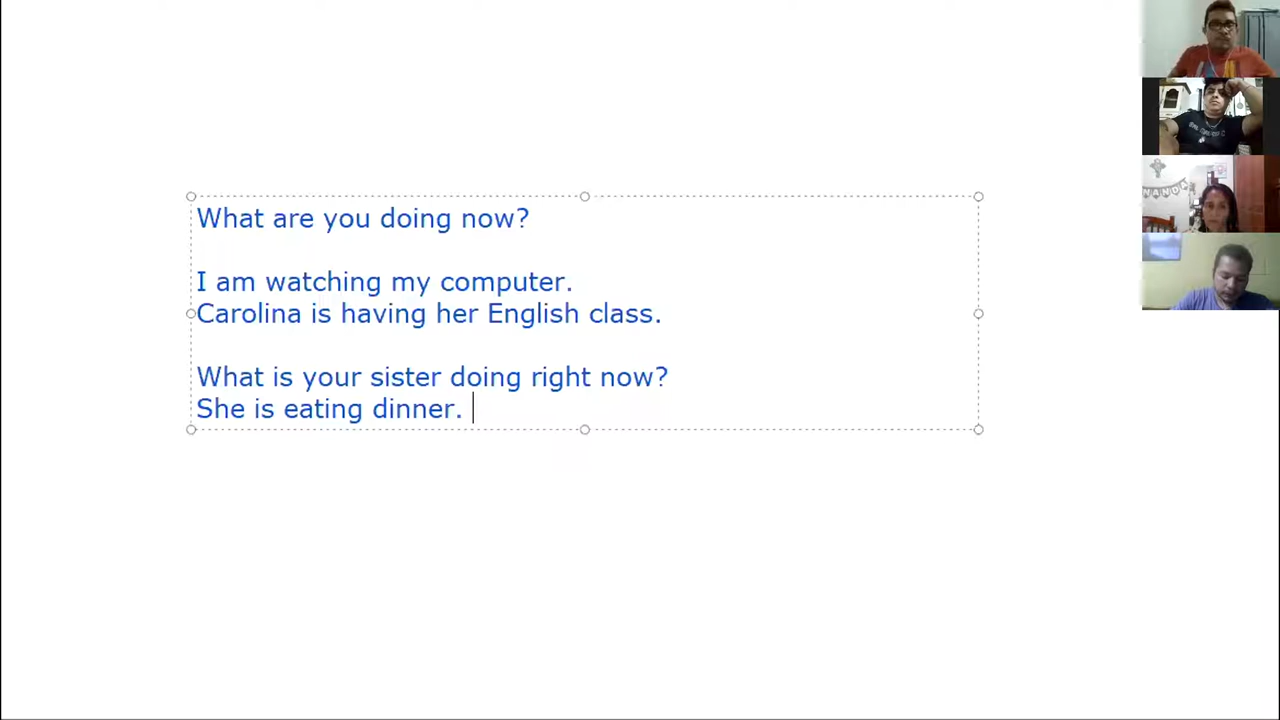 What are you doing now?
I am watching my computer.
Carolina is having her English class.
What is your sister doing right now?
She is eating dinner.
NANDA